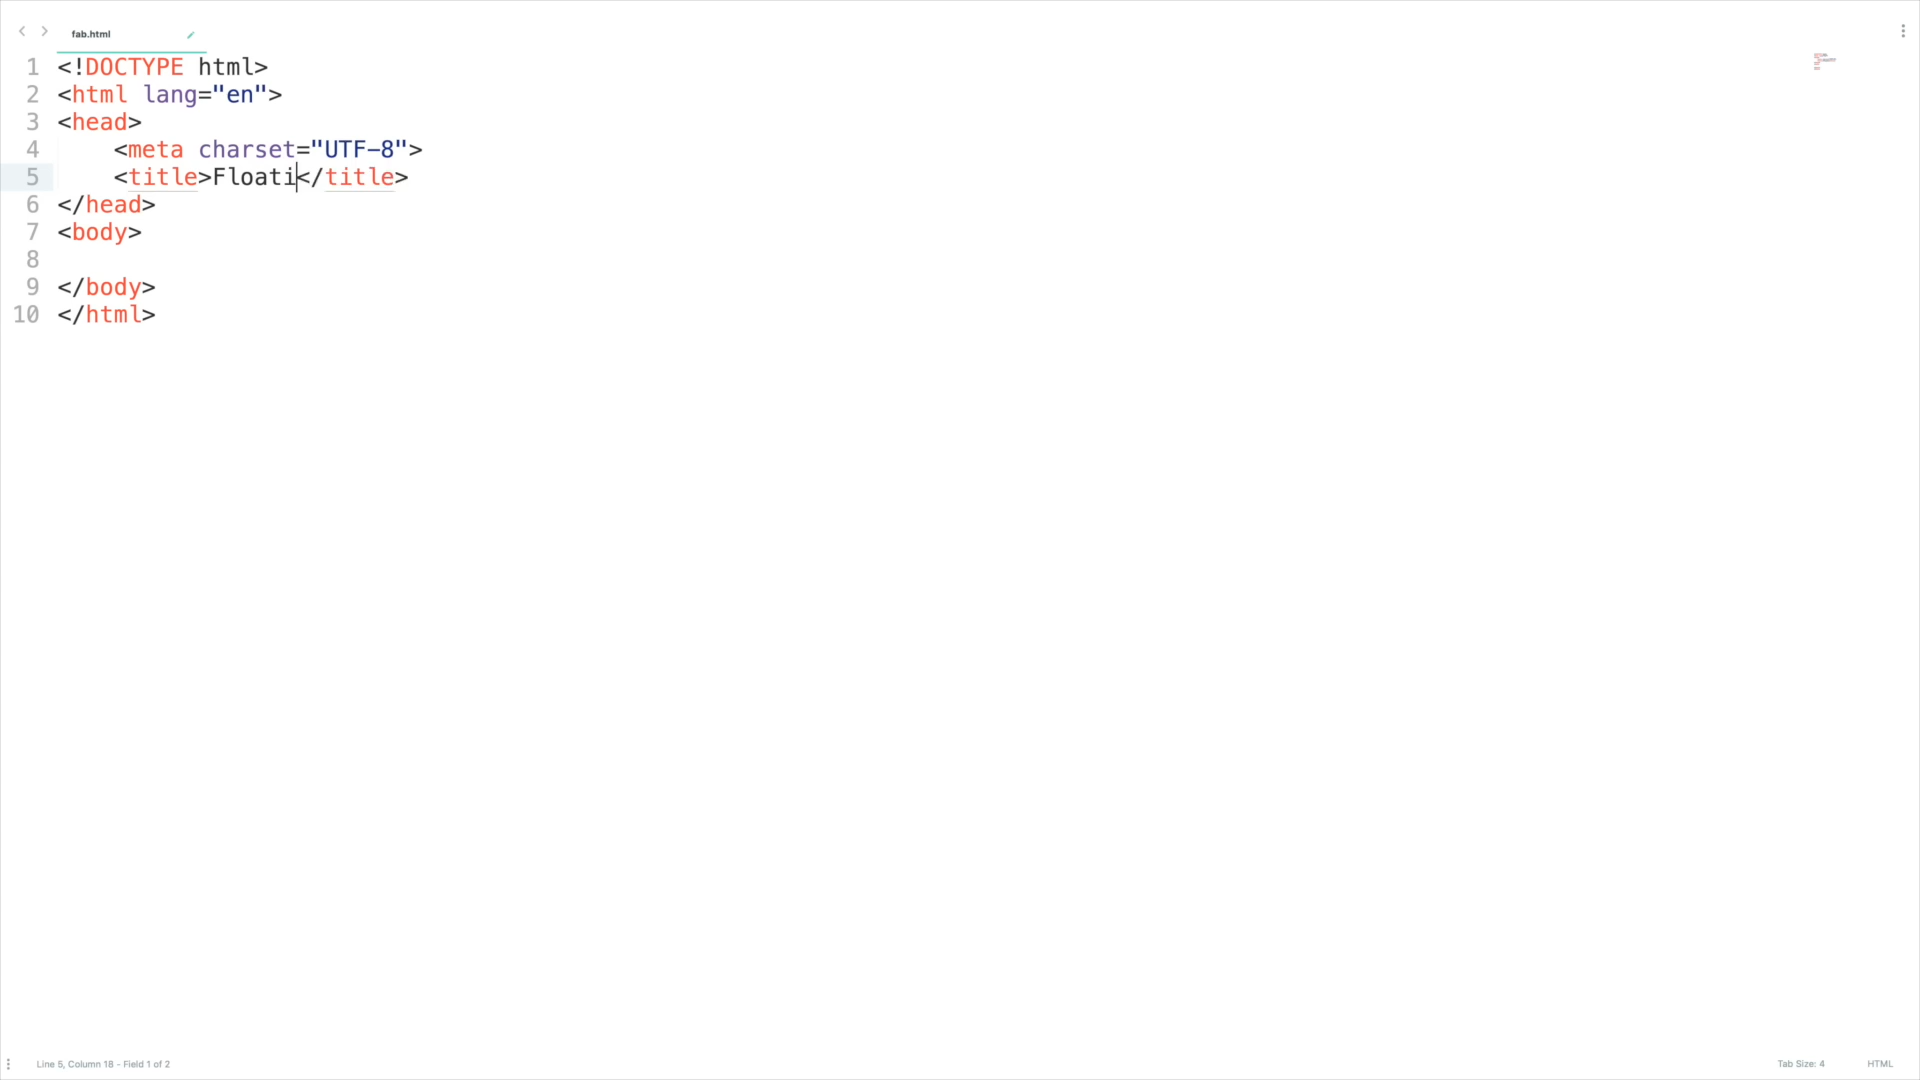 fab.html
1 <!DOCTYPE html>
2 <html lang="en">
3 <head>
4     <meta charset="UTF-8">
5     <title>Floati</title>
6 </head>
7 <body>
8
9 </body>
10 </html>
Line 5, Column 18 - Field 1 of 2
Tab Size: 4
HTML